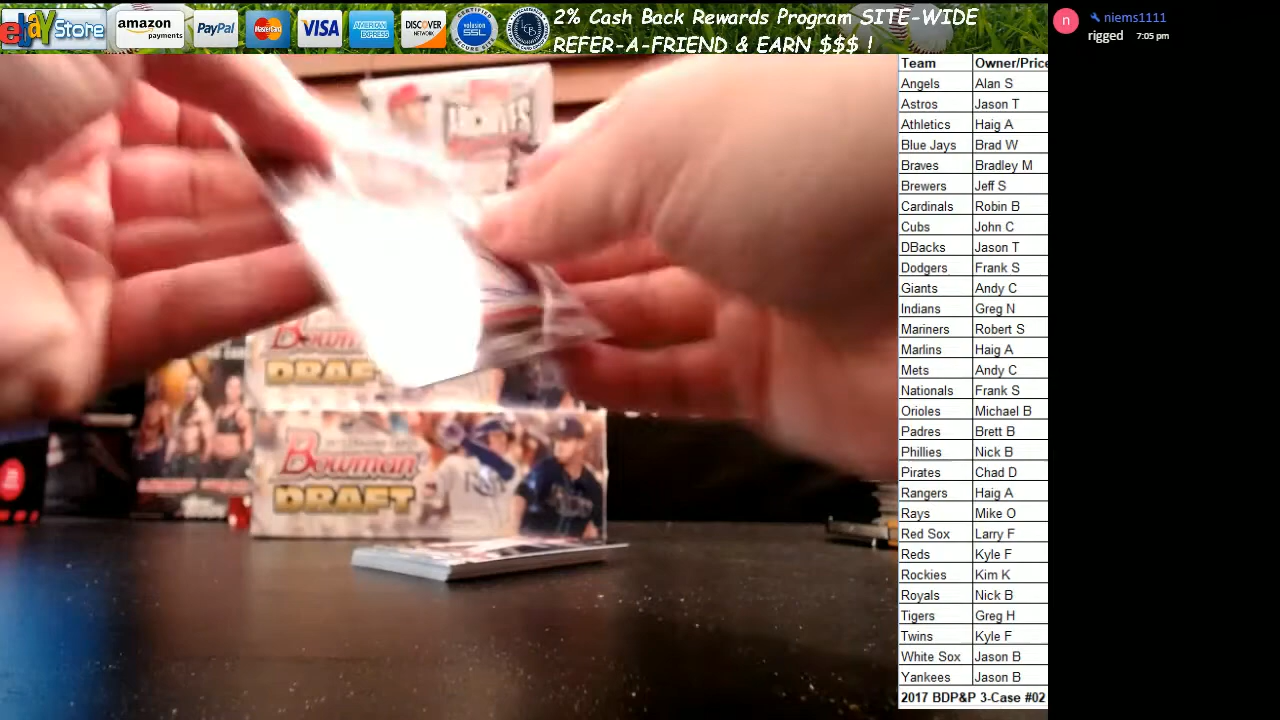 ebay Store
amazon
payments
PayPal
MasterCard
VISA
AMERICAN
EXPRESS
DISCOVER
NETWORK
volusion
SSL
2% Cash Back Rewards Program SITE-WIDE
REFER-A-FRIEND & EARN $$$ !
n
niems1111
rigged 7:05 pm
Team Owner/Price
Angels Alan S
Astros Jason T
Athletics Haig A
Blue Jays Brad W
Braves Bradley M
Brewers Jeff S
Cardinals Robin B
Cubs John C
DBacks Jason T
Dodgers Frank S
Giants Andy C
Indians Greg N
Mariners Robert S
Marlins Haig A
Mets Andy C
Nationals Frank S
Orioles Michael B
Padres Brett B
Phillies Nick B
Pirates Chad D
Rangers Haig A
Rays Mike O
Red Sox Larry F
Reds Kyle F
Rockies Kim K
Royals Nick B
Tigers Greg H
Twins Kyle F
White Sox Jason B
Yankees Jason B
2017 BDP&P 3-Case #02
Bowman
DRAFT